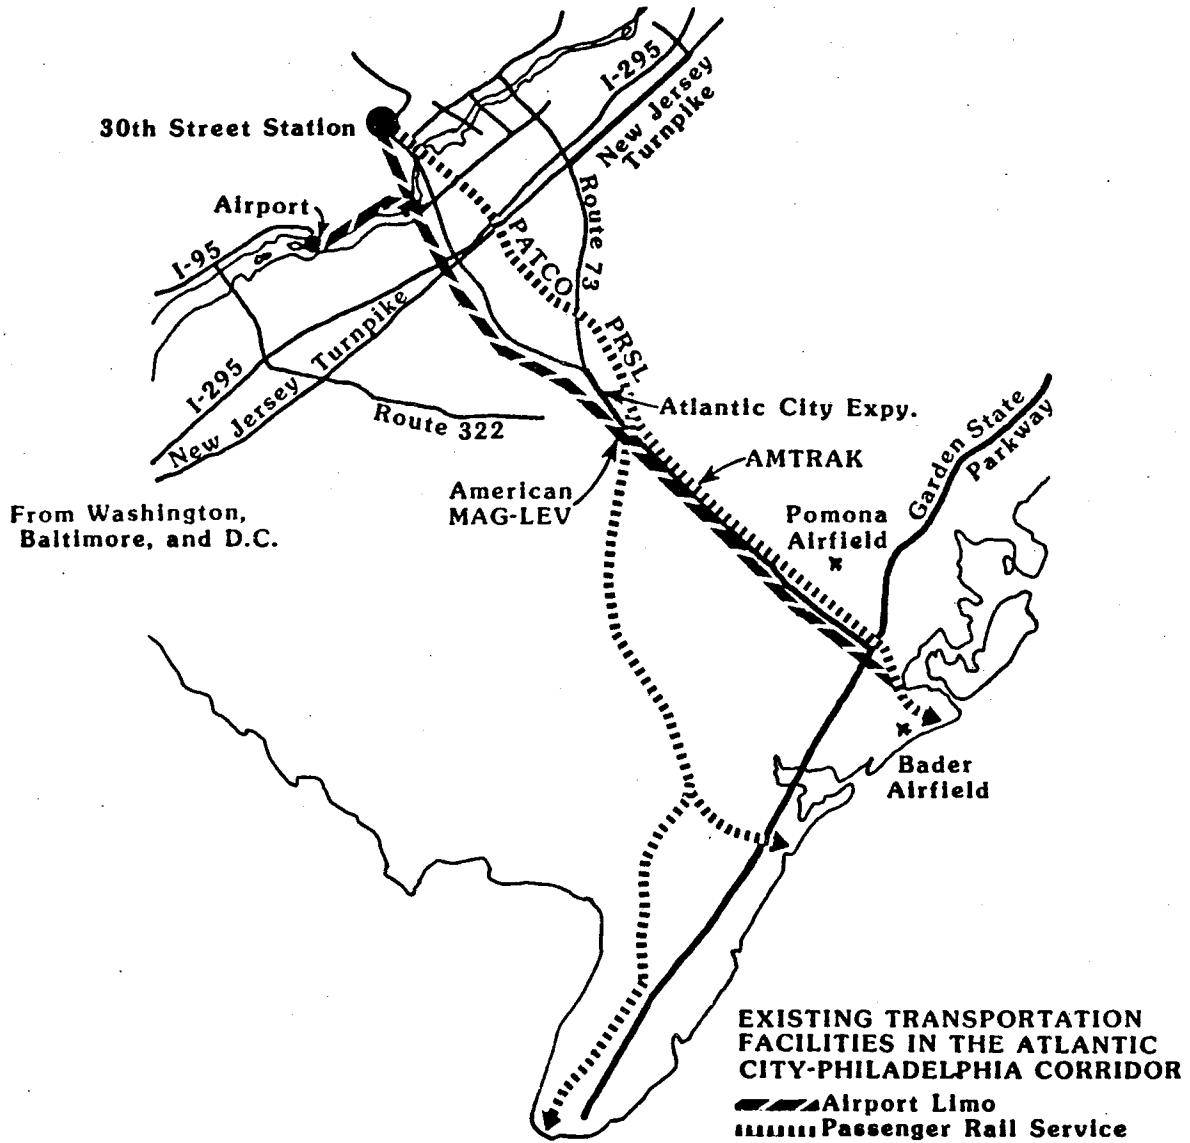 I-295
New Jersey
Turnpike
30th Street Station
Route 73
Airport
PATCO
I-95
PRSL
New Jersey Turnpike
I-295
Route 322
Atlantic City Expy.
Garden State
Parkway
AMTRAK
American
MAG-LEV
Pomona
Airfield
From Washington,
Baltimore, and D.C.
Bader
Airfield
EXISTING TRANSPORTATION
FACILITIES IN THE ATLANTIC
CITY-PHILADELPHIA CORRIDOR
Airport Limo
Passenger Rail Service